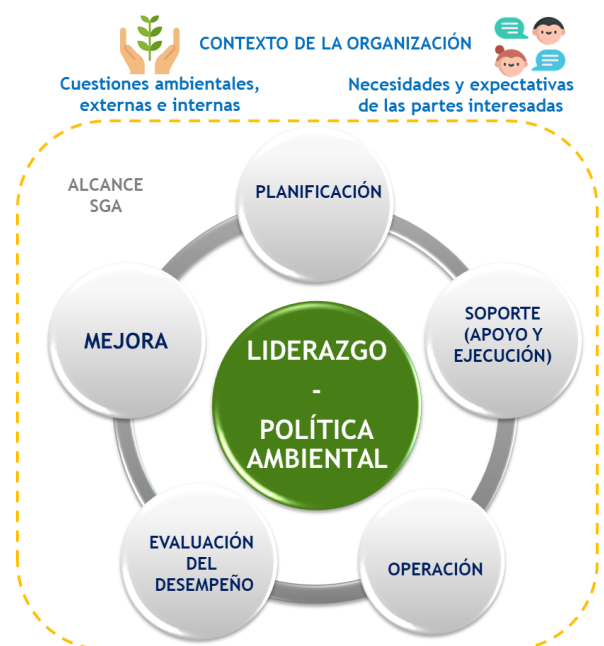 CONTEXTO DE LA ORGANIZACIÓN
Cuestiones ambientales,
externas e internas
Necesidades y expectativas
de las partes interesadas
ALCANCE
SGA
PLANIFICACIÓN
SOPORTE
(APOYO Y
EJECUCIÓN)
MEJORA
LIDERAZGO
-
POLÍTICA
AMBIENTAL
EVALUACIÓN
DEL
DESEMPEÑO
OPERACIÓN